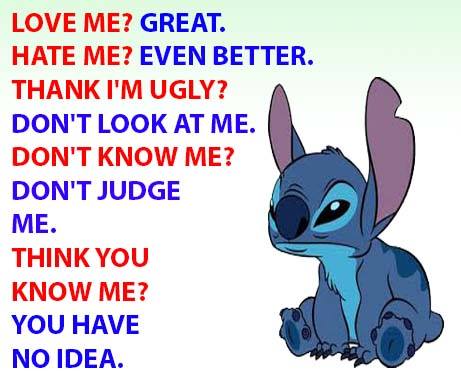 LOVE ME? GREAT.
HATE ME? EVEN BETTER.
THANK I'M UGLY?
DON'T LOOK AT ME.
DON'T KNOW ME?
DON'T JUDGE
ME.
THINK YOU
KNOW ME?
YOU HAVE
NO IDEA.